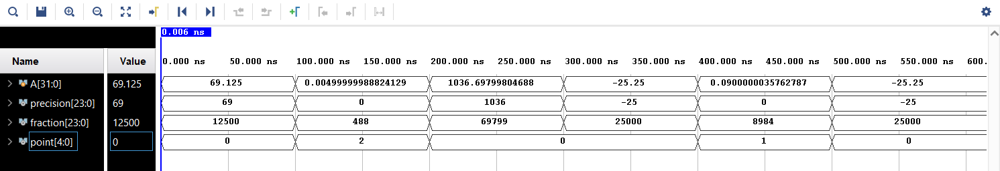 0.006 ns
Name Value 0.000 ns 50.000 ns 100.000 ns 150.000 ns 200.000 ns 250.000 ns 300.000 ns 350.000 ns 400.000 ns 450.000 ns 500.000 ns 550.000 ns 600.
A[31:0] 69.125 69.125 0.00499999988824129 1036.69799804688 -25.25 0.0900000035762787 -25.25
precision[23:0] 69 69 0 1036 -25 0 -25
fraction[23:0] 12500 12500 488 69799 25000 8984 25000
point[4:0] 0 0 2 0 1 0